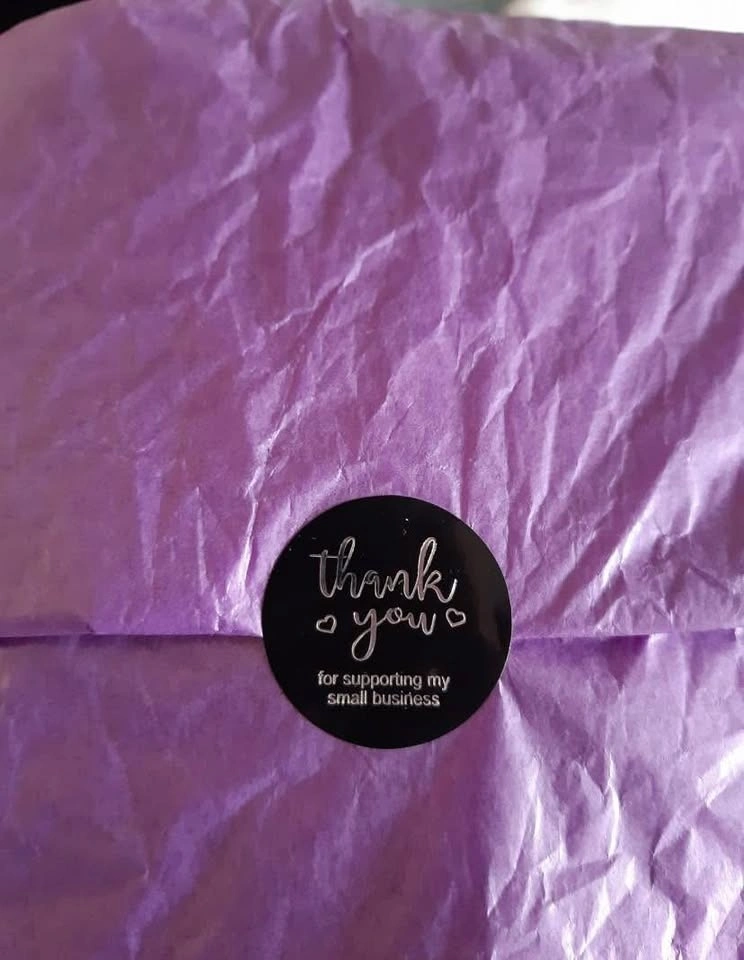 thank
you
for supporting my
small business